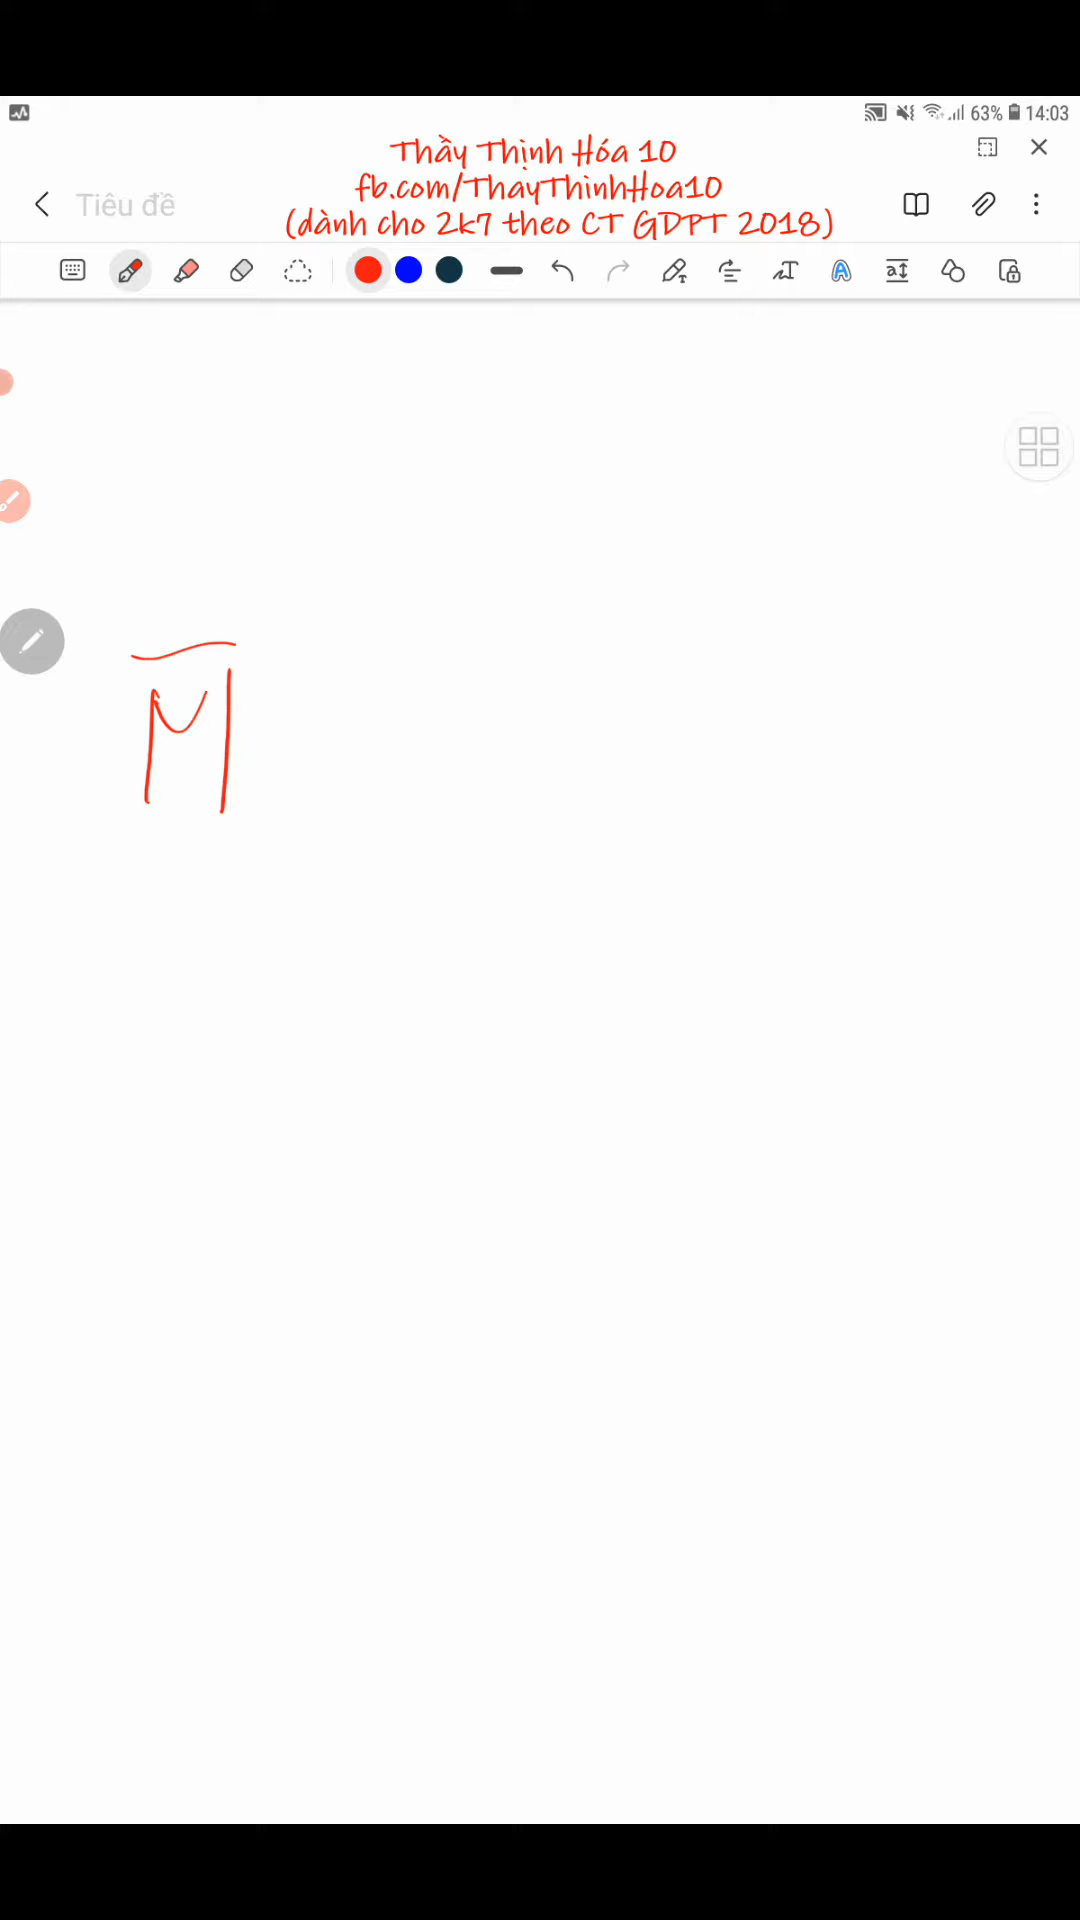 63% 14:03
Thầy Thịnh Hóa 10
fb.com/ThayThinhHoa10
Tiêu đề
(dành cho 2k7 theo CT GDPT 2018)
M̅